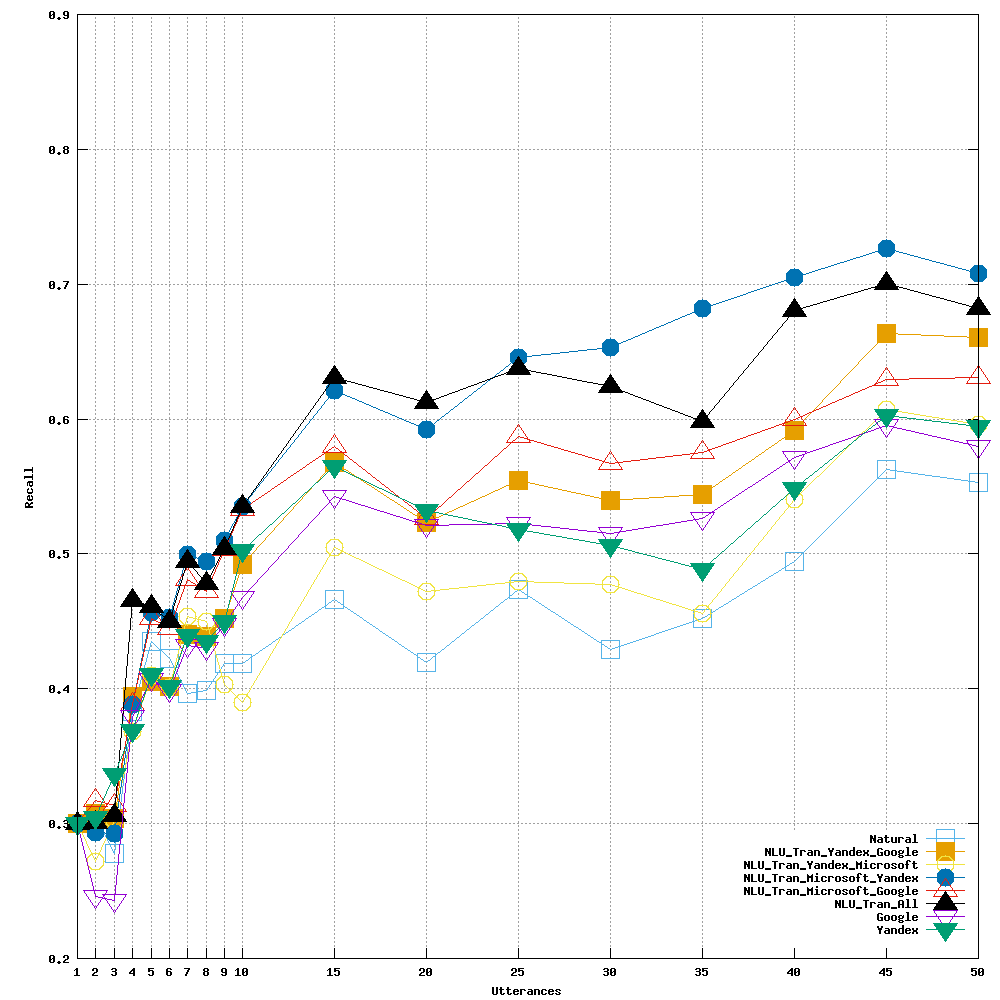 0.9
0.8
0.7
0.6
0.5
0.4
0.3
0.2
Recall
Natural
NLU_Tran_Yandex_Google
NLU_Tran_Yandex_Microsoft
NLU_Tran_Microsoft_Yandex
NLU_Tran_Microsoft_Google
NLU_Tran_All
Google
Yandex
1 2 3 4 5 6 7 8 9 10 15 20 25 30 35 40 45 50
Utterances